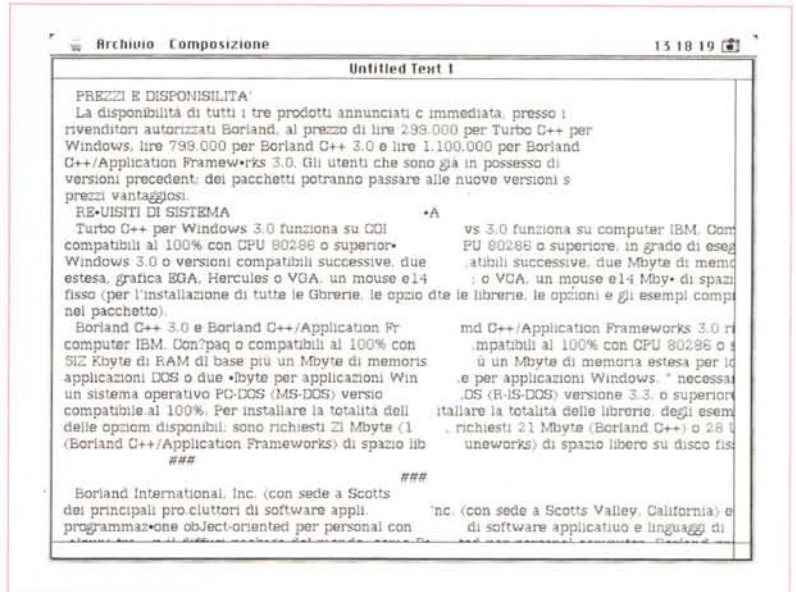 Archivio Composizione 13 18 19
Untitled Text 1
PREZZI E DISPONISILITA'
La disponibilità di tutti i tre prodotti annunciati c immediata, presso i
rivenditori autorizzati Borland, al prezzo di lire 299.000 per Turbo C++ per
Windows, lire 799.000 per Borland C++ 3.0 e lire 1.100.000 per Borland
C++/Application Framew•rks 3.0. Gli utenti che sono già in possesso di
versioni precedent; dei pacchetti potranno passare alle nuove versioni s
prezzi vantaggiosi.
RE•UISITI DI SISTEMA •A
Turbo C++ per Windows 3.0 funziona su COI vs 3.0 funziona su computer IBM, Com
compatibili al 100% con CPU 80286 o superior• PU 80286 o superiore, in grado di eseg
Windows 3.0 o versioni compatibili successive, due .atibili successive, due Mbyte di memo
estesa, grafica EGA, Hercules o VGA, un mouse e14 ; o VCA, un mouse e14 Mby• di spazi
fisso (per l'installazione di tutte le Gbrerie, le opzio dte le librerie, le opzioni e gli esempl compi
nel pacchetto).
Borland C++ 3.0 e Borland C++/Application Fr md C++/Application Frameworks 3.0 ri
computer IBM, Con?paq o compatibili al 100% con .mpatibili al 100% con CPU 80286 o s
SIZ Kbyte di RAM dl base più un Mbyte di memoris ù un Mbyte di memoria estesa per lo
applicazioni DOS o due •lbyte per applicazioni Win .e per applicazioni Windows. " necessar
un sistema operativo PC-DOS (MS-DOS) versio .OS (R-IS-DOS) versione 3.3. o superiore
compatibile al 100%. Per installare la totalità dell itallare la totalità delle librerie, degli esem
delle opziom disponibil; sono richiesti Zl Mbyte (1 , richiesti 21 Mbyte (Borland C++) o 28
(Borland C++/Application Frameworks) di spazio lib uneworks) di spazio libero su disco fis
###
###
Borland International, Inc. (con sede a Scotts
dei principali pro.cluttori di software appli. 'nc. (con sede a Scotts Valley, California) e
programmaz•one obJect-oriented per personal con di software applicatiuo e linguaggi di